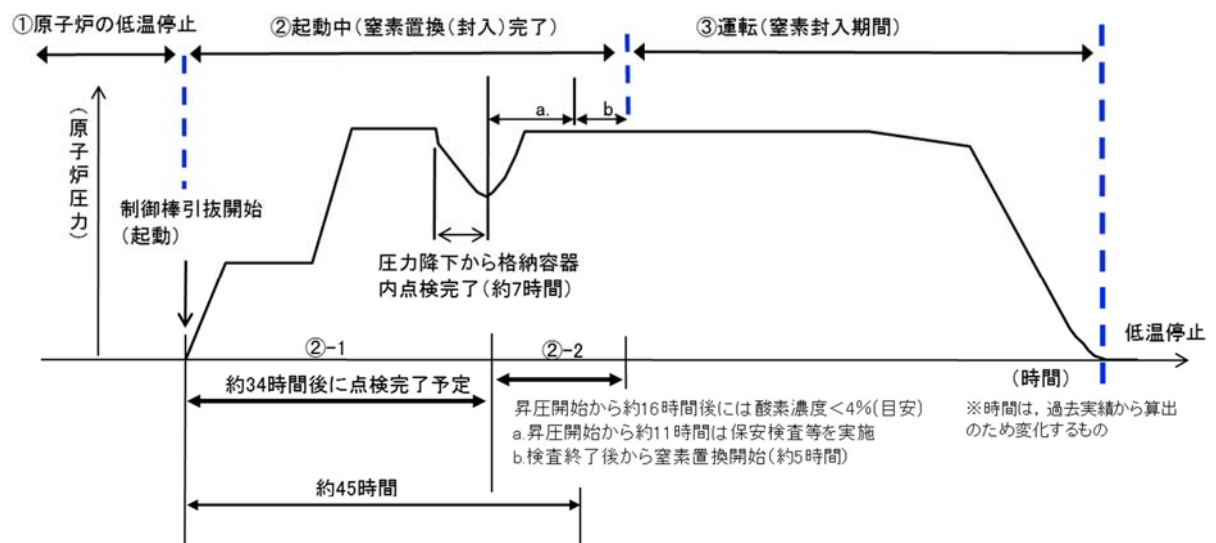 ①原子炉の低温停止
②起動中(窒素置換(封入)完了)
③運転(窒素封入期間)
a.
b.
(原子炉圧力)
制御棒引抜開始
(起動)
圧力降下から格納容器
内点検完了(約7時間)
低温停止
(時間)
②-1
②-2
約34時間後に点検完了予定
昇圧開始から約16時間後には酸素濃度<4%(目安)
a.昇圧開始から約11時間は保安検査等を実施
b.検査終了後から窒素置換開始(約5時間)
※時間は，過去実績から算出
のため変化するもの
約45時間